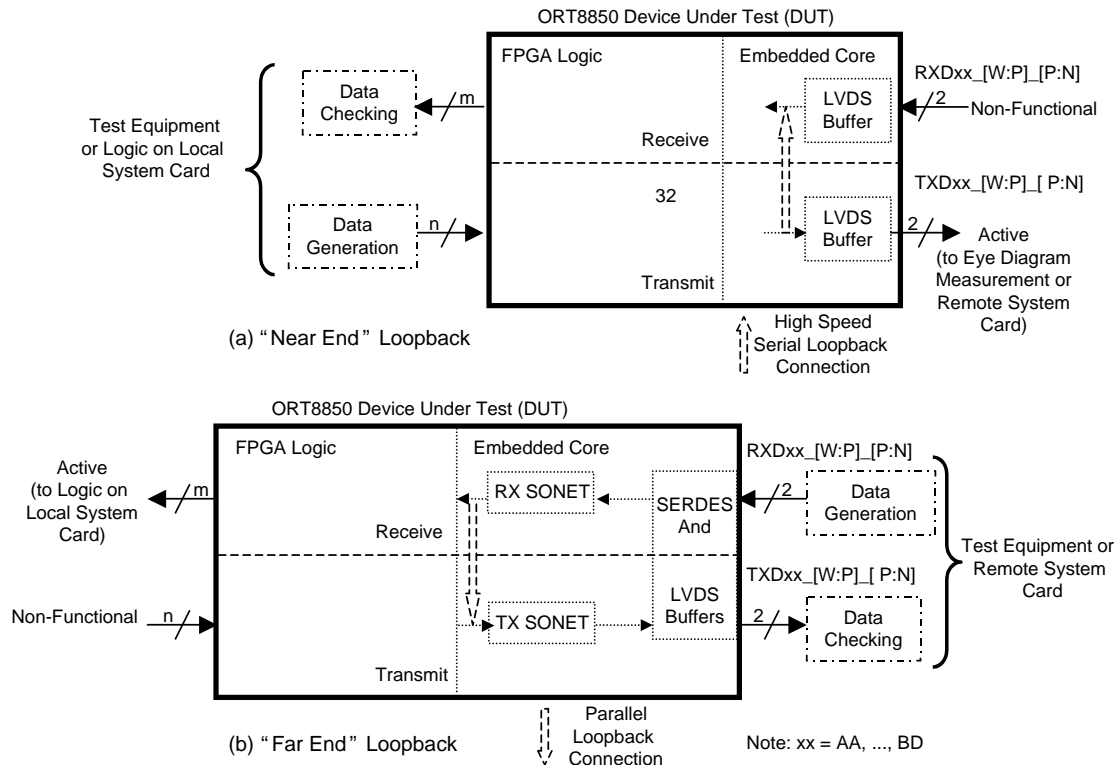 ORT8850 Device Under Test (DUT)
FPGA Logic
Embedded Core
RXDxx_[W:P]_[P:N]
Data
Checking
m
LVDS
Buffer
2
Non-Functional
Test Equipment
or Logic on Local
System Card
Receive
TXDxx_[W:P]_[ P:N]
32
Data
Generation
n
LVDS
Buffer
2
Active
(to Eye Diagram
Measurement or
Remote System
Card)
Transmit
(a) “Near End” Loopback
High Speed
Serial Loopback
Connection
ORT8850 Device Under Test (DUT)
FPGA Logic
Embedded Core
RXDxx_[W:P]_[P:N]
Active
(to Logic on
Local System
Card)
m
RX SONET
SERDES
And
2
Data
Generation
Receive
Test Equipment or
Remote System
Card
TXDxx_[W:P]_[ P:N]
Non-Functional
n
TX SONET
LVDS
Buffers
2
Data
Checking
Transmit
(b) “Far End” Loopback
Parallel
Loopback
Connection
Note: xx = AA, ..., BD